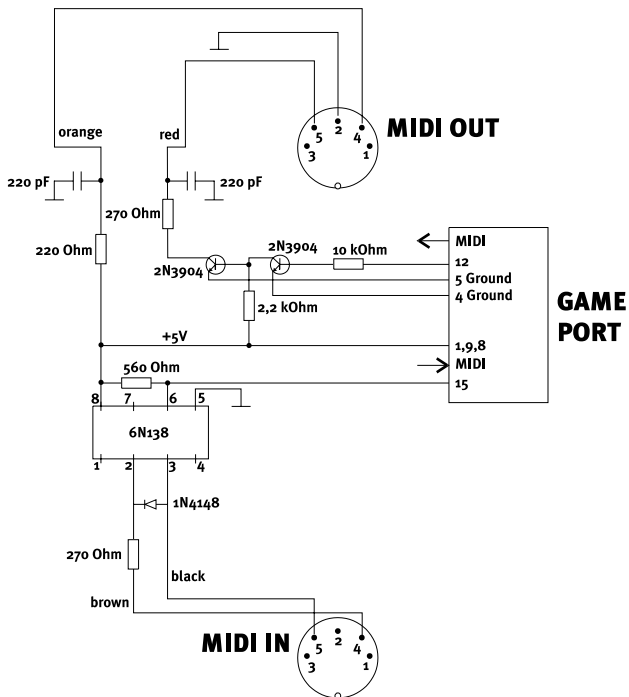 2
5
4
3
1
MIDI OUT
orange
red
220 pF
220 pF
270 Ohm
220 Ohm
2N3904
2N3904
10 kOhm
2,2 kOhm
+5V
MIDI
12
5 Ground
4 Ground
1,9,8
MIDI
15
GAME
PORT
560 Ohm
8 7 6 5
6N138
1 2 3 4
1N4148
270 Ohm
black
brown
MIDI IN
2
5
4
3
1